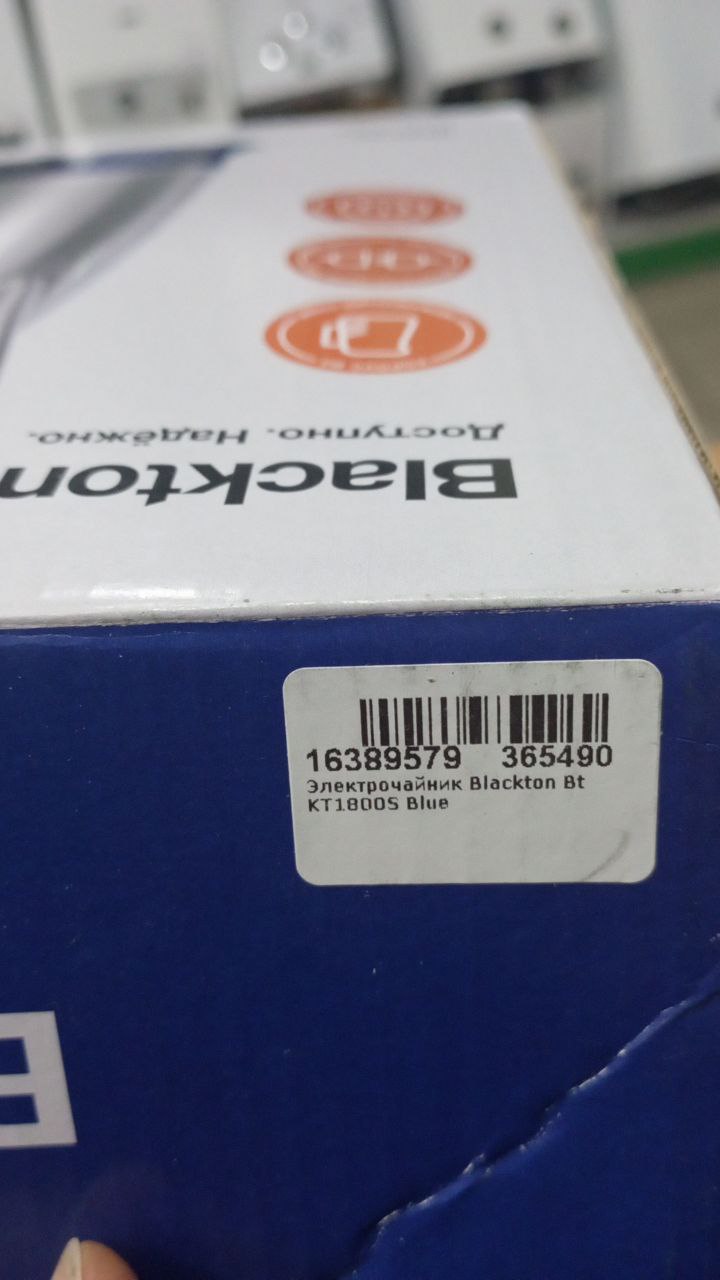 Доступно. Надёжно.
Blackton
16389579 365490
Электрочайник Blackton Bt
KT1800S Blue